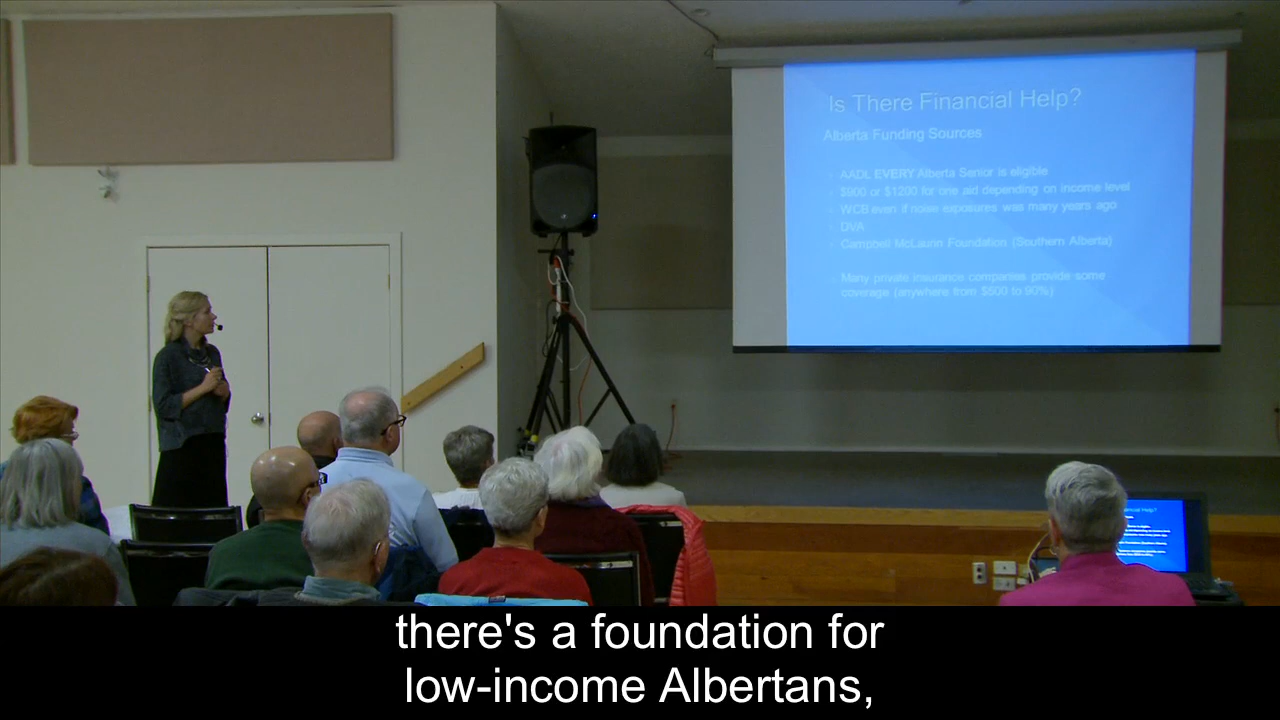 Is There Financial Help?
Alberta Funding Sources
AADL EVERY Alberta Senior is eligible
$900 or $1200 for one aid depending on income level
WCB even if noise exposures was many years ago
DVA
Campbell McLaurin Foundation (Southern Alberta)
Many private insurance companies provide some
coverage (anywhere from $500 to 90%)
there's a foundation for
low-income Albertans,